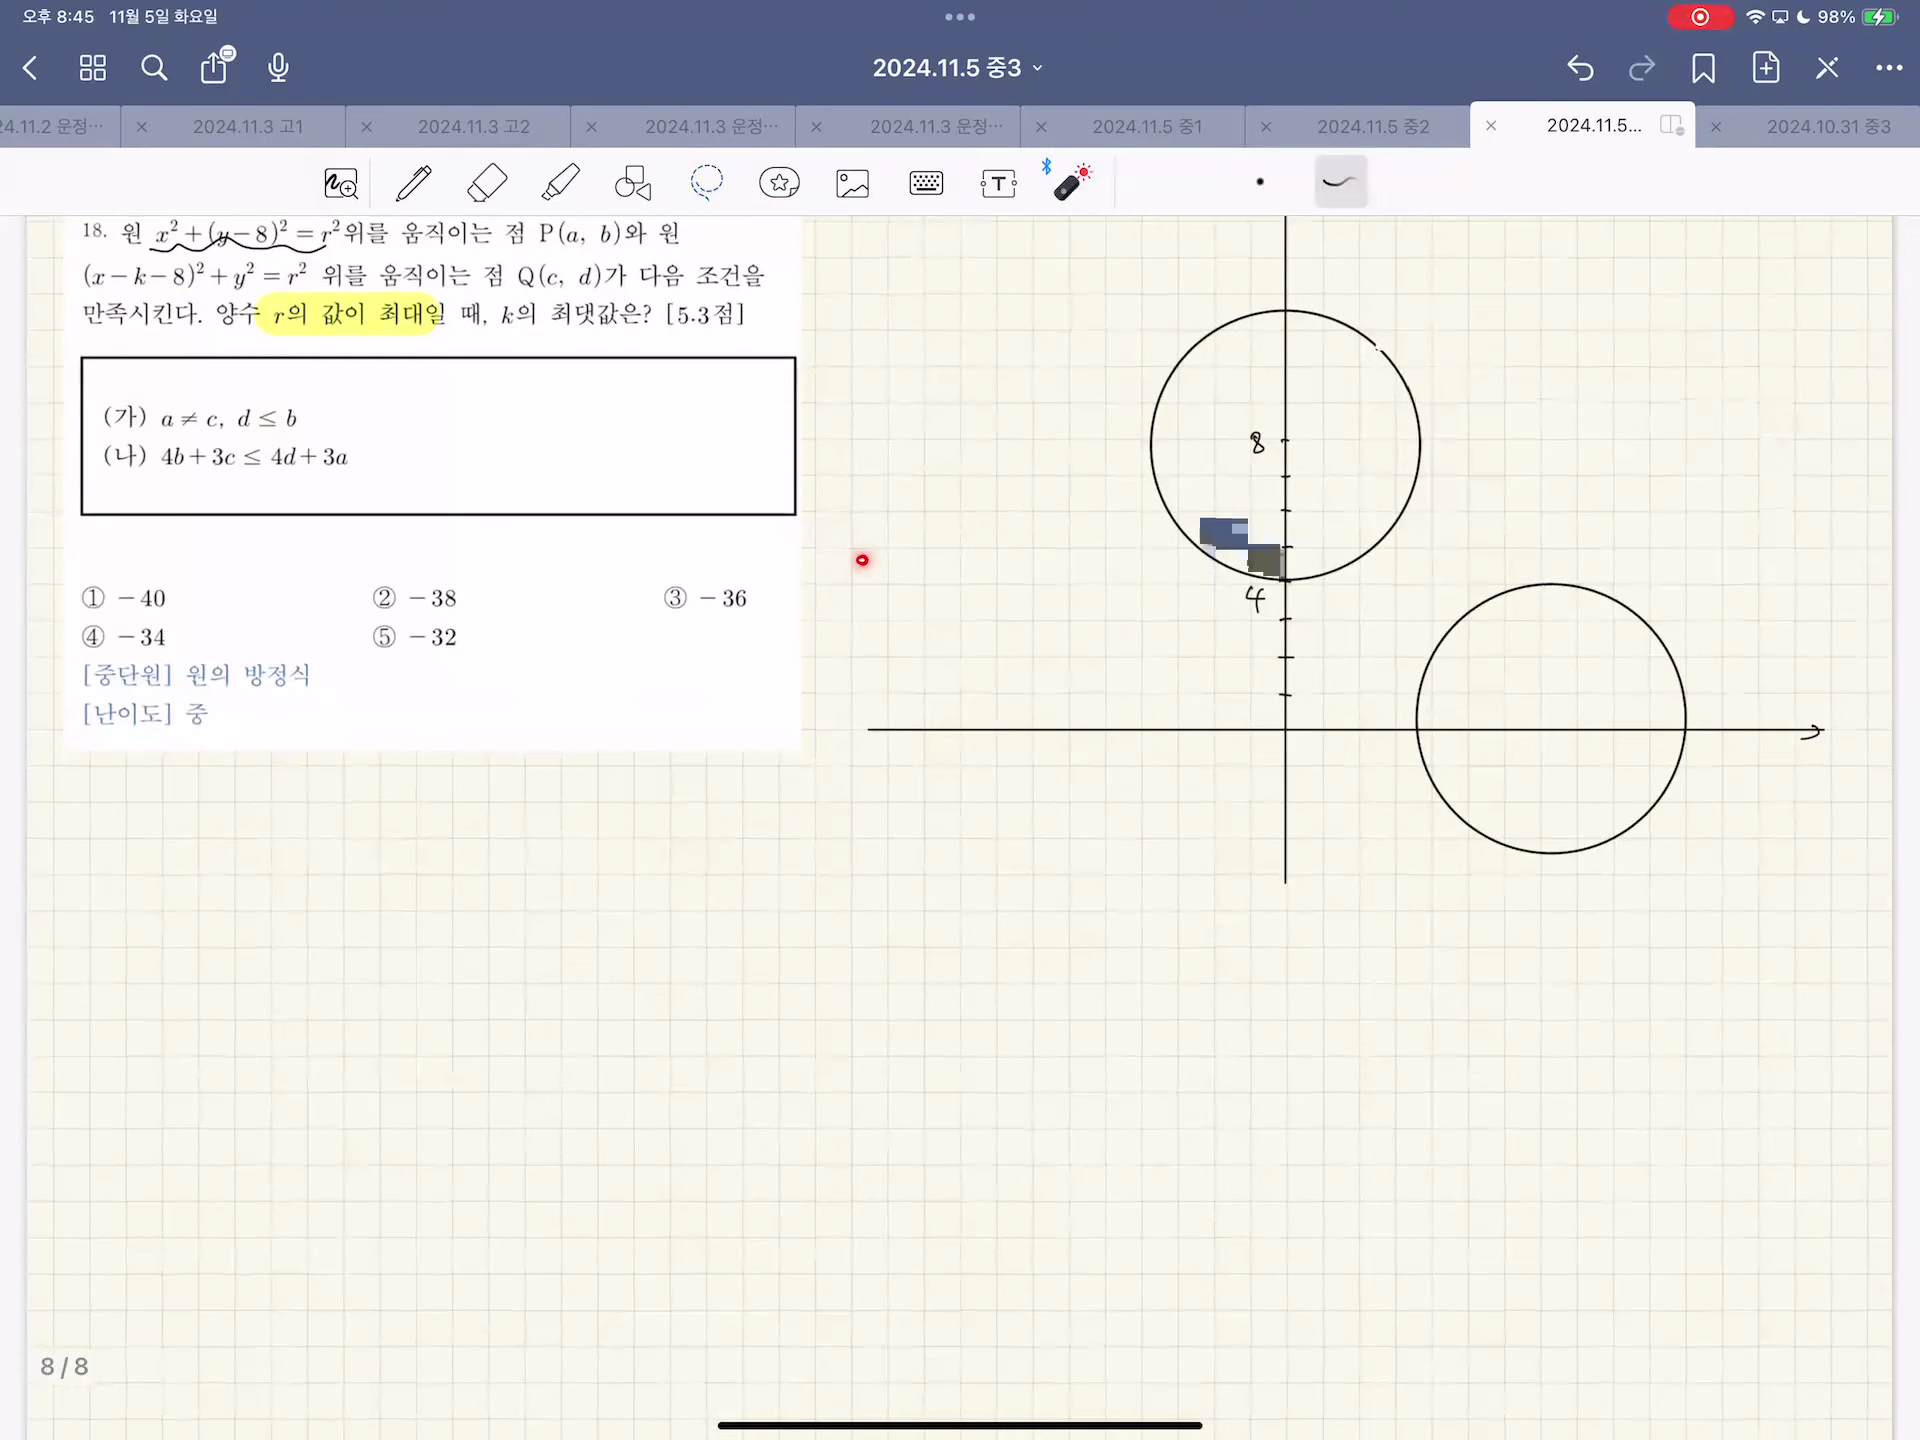 오후 8:45 11월 5일 화요일
98%
2024.11.5 중3
24.11.2 운정…
2024.11.3 고1
2024.11.3 고2
2024.11.3 운정…
2024.11.3 운정…
2024.11.5 중1
2024.11.5 중2
2024.11.5...
2024.10.31 중3
18. 원 x² + (y − 8)² = r² 위를 움직이는 점 P(a, b)와 원
(x − k − 8)² + y² = r² 위를 움직이는 점 Q(c, d)가 다음 조건을
만족시킨다. 양수 r의 값이 최대일 때, k의 최댓값은? [5.3점]
(가) a ≠ c, d ≤ b
(나) 4b + 3c ≤ 4d + 3a
① −40 ② −38 ③ −36
④ −34 ⑤ −32
[중단원] 원의 방정식
[난이도] 중
8
4
8 / 8